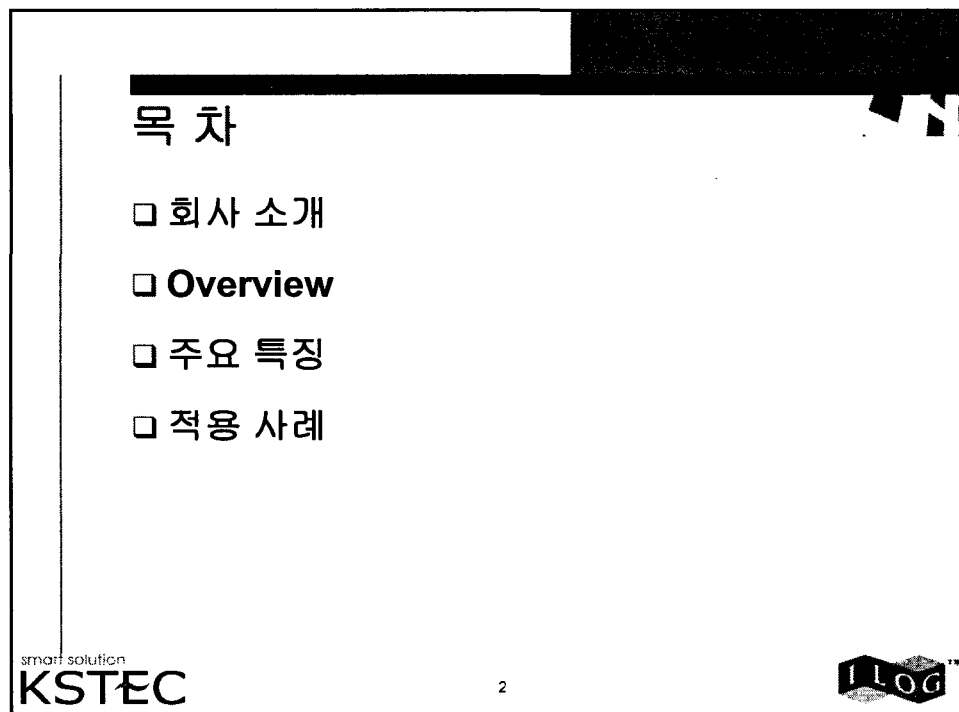 목 차
❑ 회사 소개
❑ Overview
❑ 주요 특징
❑ 적용 사례
smart solution
KSTEC
2
ILOG™